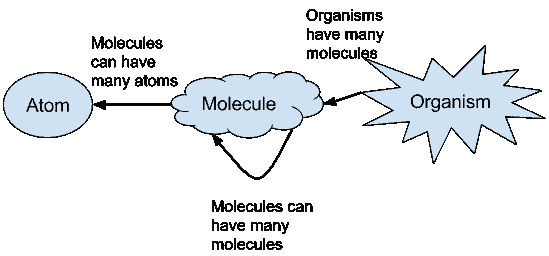 Organisms
have many
molecules
Molecules
can have
many atoms
Atom
Molecule
Organism
Molecules can
have many
molecules